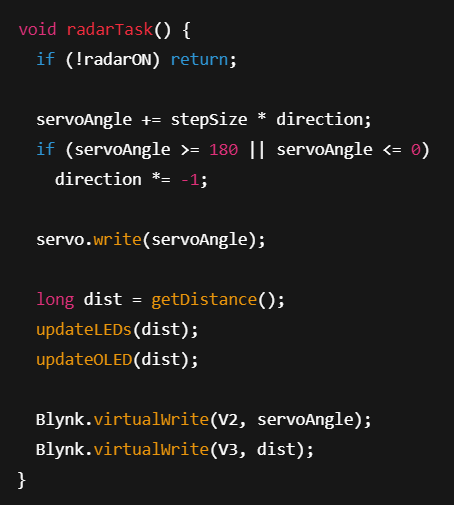 void radarTask() {
  if (!radarON) return;

  servoAngle += stepSize * direction;
  if (servoAngle >= 180 || servoAngle <= 0)
    direction *= -1;

  servo.write(servoAngle);

  long dist = getDistance();
  updateLEDs(dist);
  updateOLED(dist);

  Blynk.virtualWrite(V2, servoAngle);
  Blynk.virtualWrite(V3, dist);
}